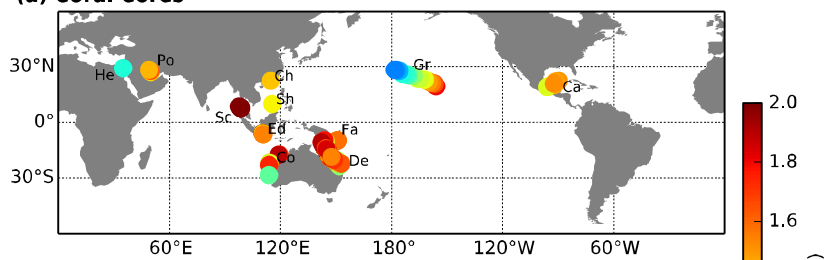 (a) Coral Cores
30°N
0°
30°S
He
Po
Ch
Sh
Sc
Ed
Co
Fa
De
Gr
Ca
2.0
1.8
1.6
60°E
120°E
180°
120°W
60°W